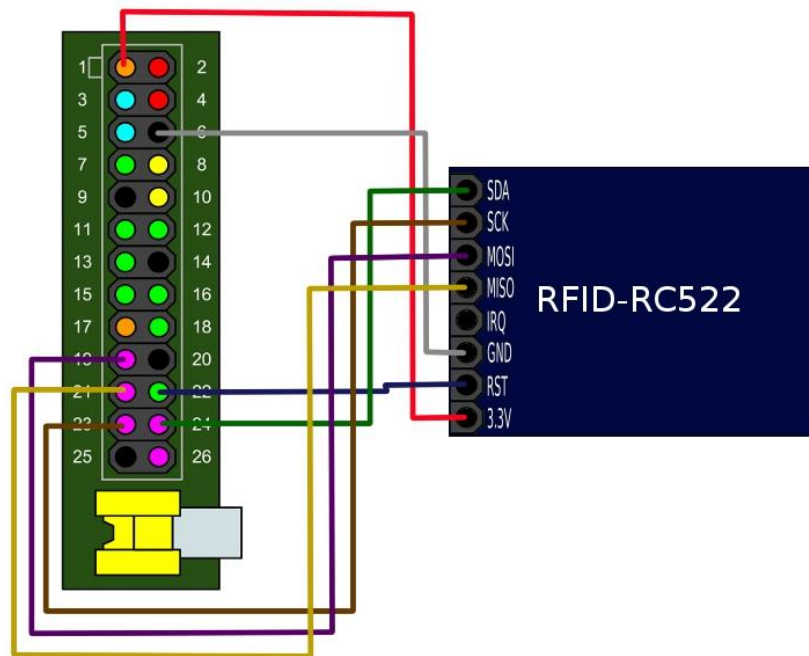 1 2
3 4
5 6
7 8
9 10
11 12
13 14
15 16
17 18
19 20
21 22
23 24
25 26
SDA
SCK
MOSI
MISO
IRQ
GND
RST
3.3V
RFID-RC522